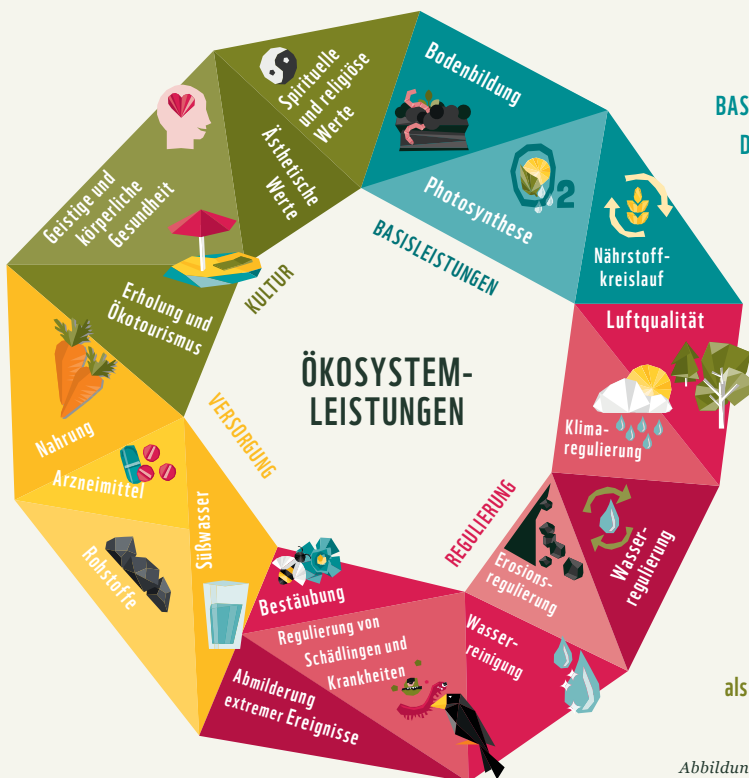 ÖKOSYSTEM-
LEISTUNGEN
BASISLEISTUNGEN
Bodenbildung
Photosynthese
O2
Nährstoff-
kreislauf
REGULIERUNG
Luftqualität
Klima-
regulierung
Wasser-
regulierung
Erosions-
regulierung
Wasser-
reinigung
Regulierung von
Schädlingen und
Krankheiten
Abmilderung
extremer Ereignisse
Bestäubung
VERSORGUNG
Süßwasser
Rohstoffe
Arzneimittel
Nahrung
KULTUR
Erholung und
Ökotourismus
Geistige und
körperliche
Gesundheit
Ästhetische
Werte
Spirituelle
und religiöse
Werte
BAS
D
als
Abbildun